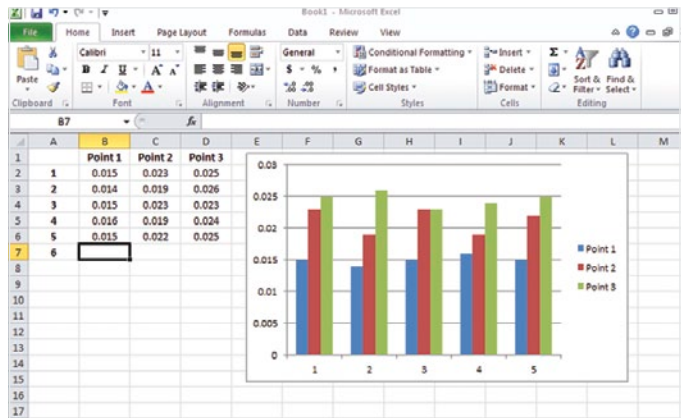 Book1 - Microsoft Excel
File Home Insert Page Layout Formulas Data Review View
Calibri 11 General Conditional Formatting Insert Σ
Paste B I U A A $ % , Format as Table Delete Sort & Filter Find & Select
A Cell Styles Format
Clipboard Font Alignment Number Styles Cells Editing
B7 fx
A B C D E F G H I J K L M
1 Point 1 Point 2 Point 3
2 1 0.015 0.023 0.025
3 2 0.014 0.019 0.026
4 3 0.015 0.023 0.023
5 4 0.016 0.019 0.024
6 5 0.015 0.022 0.025
7 6
8
9
10
11
12
13
14
15
16
17
0.03
0.025
0.02
0.015
0.01
0.005
0
1 2 3 4 5
Point 1
Point 2
Point 3